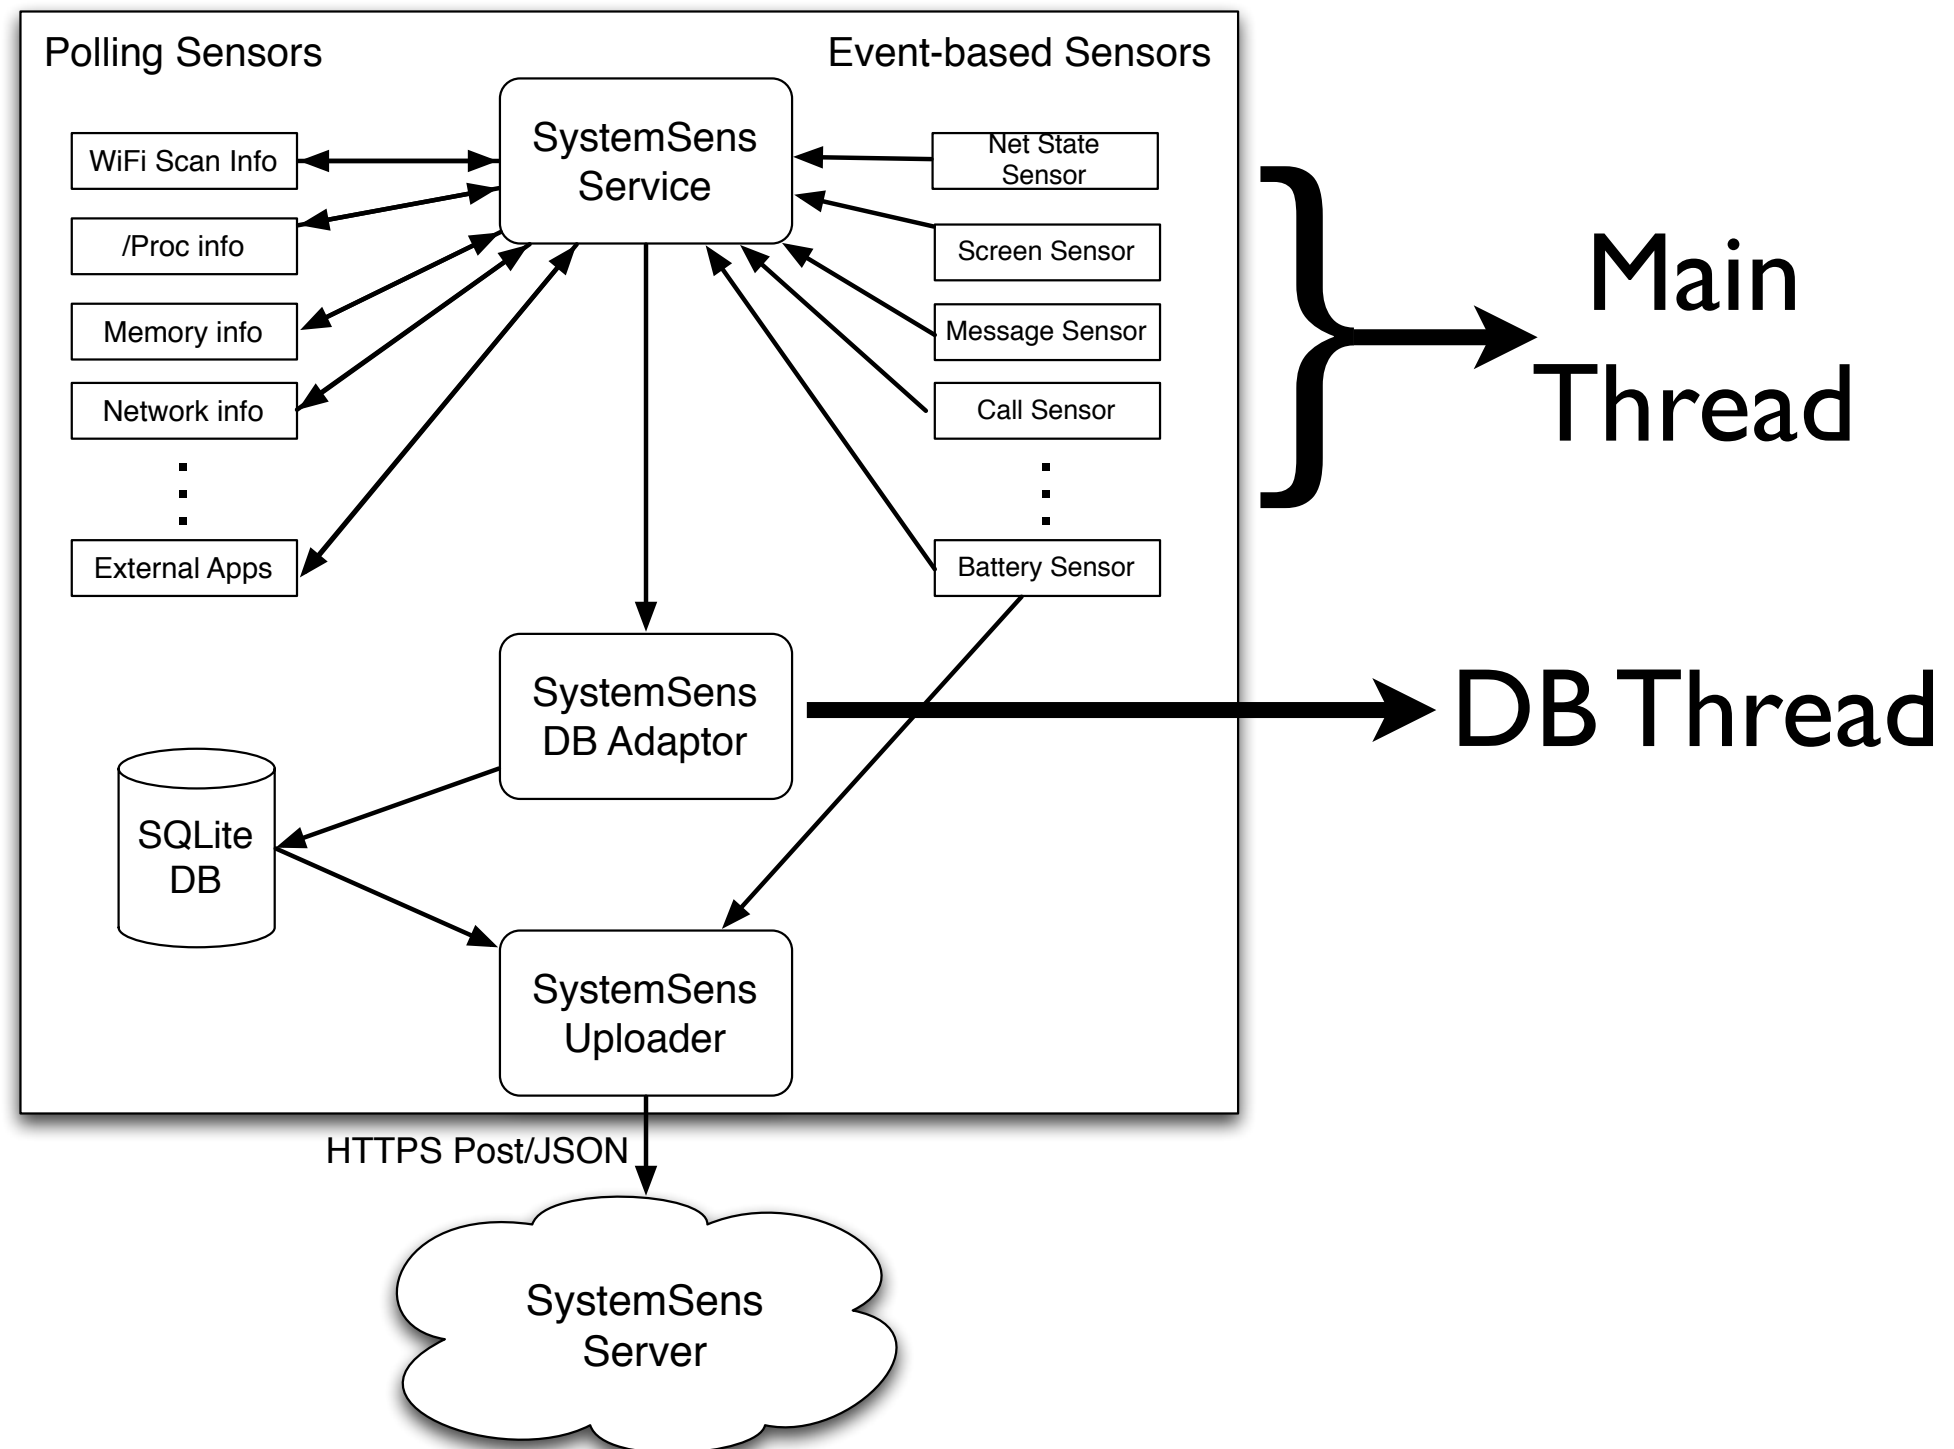 Polling Sensors
Event-based Sensors
SystemSens
Service
WiFi Scan Info
/Proc info
Memory info
Network info
External Apps
Net State
Sensor
Screen Sensor
Message Sensor
Call Sensor
Battery Sensor
Main
Thread
SystemSens
DB Adaptor
DB Thread
SQLite
DB
SystemSens
Uploader
HTTPS Post/JSON
SystemSens
Server